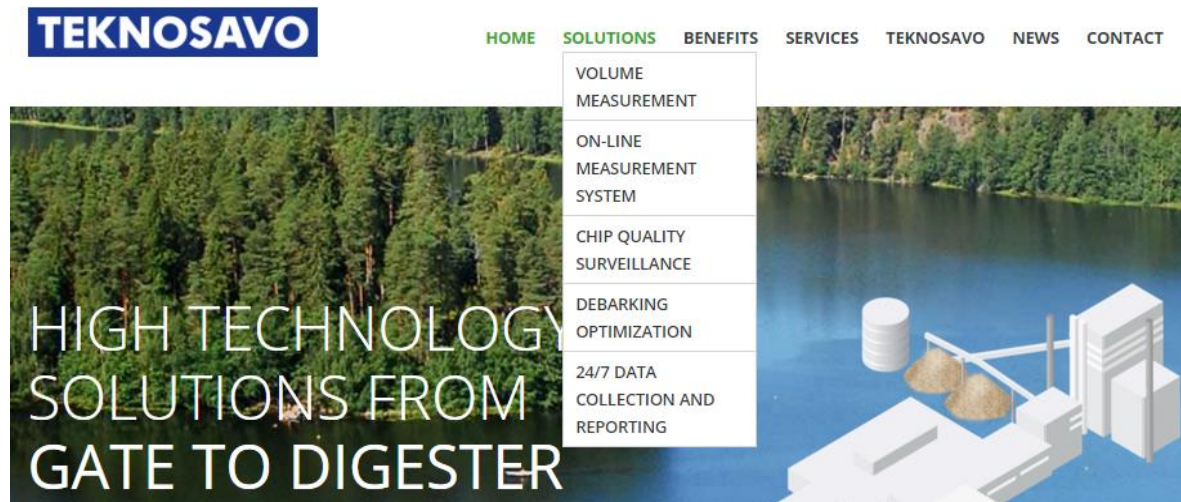 TEKNOSAVO
HOME SOLUTIONS BENEFITS SERVICES TEKNOSAVO NEWS CONTACT
VOLUME
MEASUREMENT
ON-LINE
MEASUREMENT
SYSTEM
CHIP QUALITY
SURVEILLANCE
DEBARKING
OPTIMIZATION
24/7 DATA
COLLECTION AND
REPORTING
HIGH TECHNOLOGY
SOLUTIONS FROM
GATE TO DIGESTER